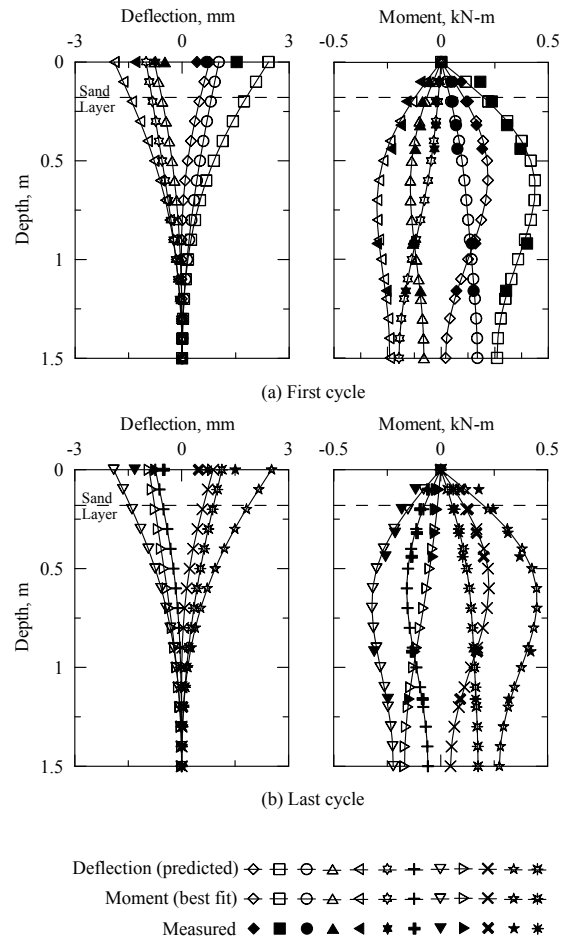 Deflection, mm
Moment, kN-m
-3 0 3
-0.5 0 0.5
0
Sand
Layer
0.5
Depth, m
1
1.5
(a) First cycle
Deflection, mm
Moment, kN-m
-3 0 3
-0.5 0 0.5
0
Sand
Layer
0.5
Depth, m
1
1.5
(b) Last cycle
Deflection (predicted)
Moment (best fit)
Measured